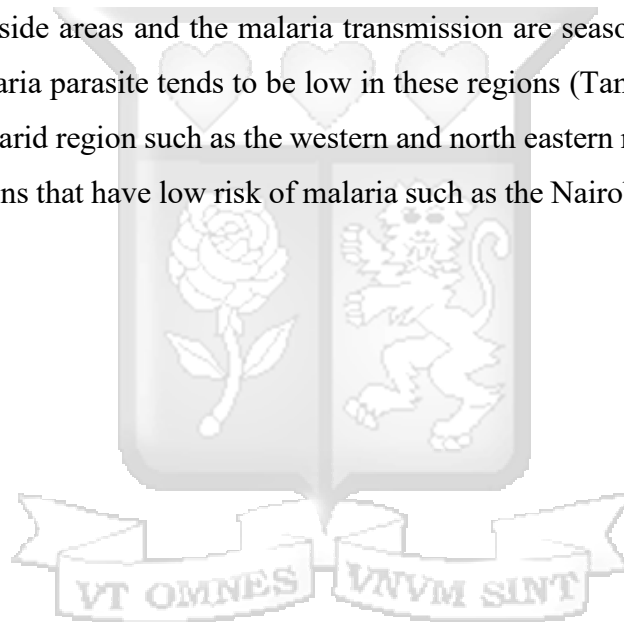 side areas and the malaria transmission are seaso
aria parasite tends to be low in these regions (Tan
arid region such as the western and north eastern
ns that have low risk of malaria such as the Nairo
VT OMNES VNVM SINT